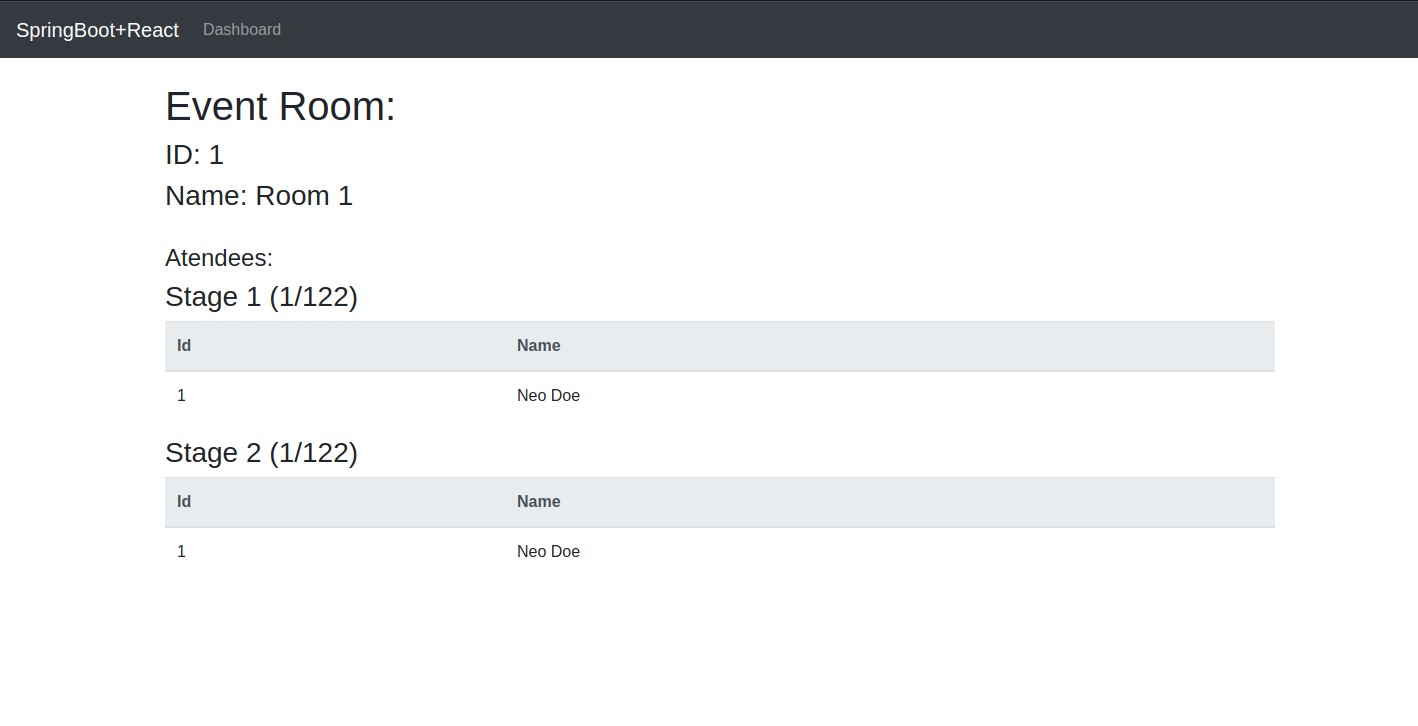 SpringBoot+React Dashboard
Event Room:
ID: 1
Name: Room 1
Atendees:
Stage 1 (1/122)
Id Name
1 Neo Doe
Stage 2 (1/122)
Id Name
1 Neo Doe